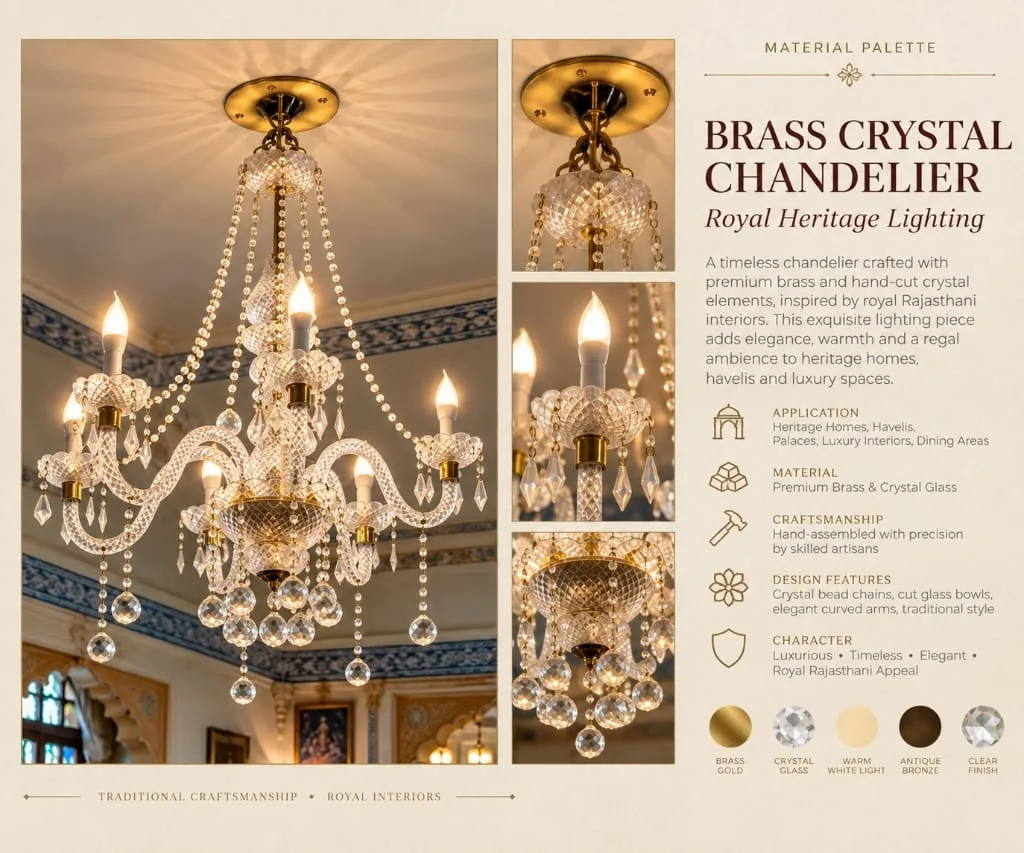 MATERIAL PALETTE
BRASS CRYSTAL
CHANDELIER
Royal Heritage Lighting
A timeless chandelier crafted with
premium brass and hand-cut crystal
elements, inspired by royal Rajasthani
interiors. This exquisite lighting piece
adds elegance, warmth and a regal
ambience to heritage homes,
havelis and luxury spaces.
APPLICATION
Heritage Homes, Havelis,
Palaces, Luxury Interiors, Dining Areas
MATERIAL
Premium Brass & Crystal Glass
CRAFTSMANSHIP
Hand-assembled with precision
by skilled artisans
DESIGN FEATURES
Crystal bead chains, cut glass bowls,
elegant curved arms, traditional style
CHARACTER
Luxurious • Timeless • Elegant •
Royal Rajasthani Appeal
BRASS
GOLD
CRYSTAL
GLASS
WARM
WHITE LIGHT
ANTIQUE
BRONZE
CLEAR
FINISH
TRADITIONAL CRAFTSMANSHIP • ROYAL INTERIORS